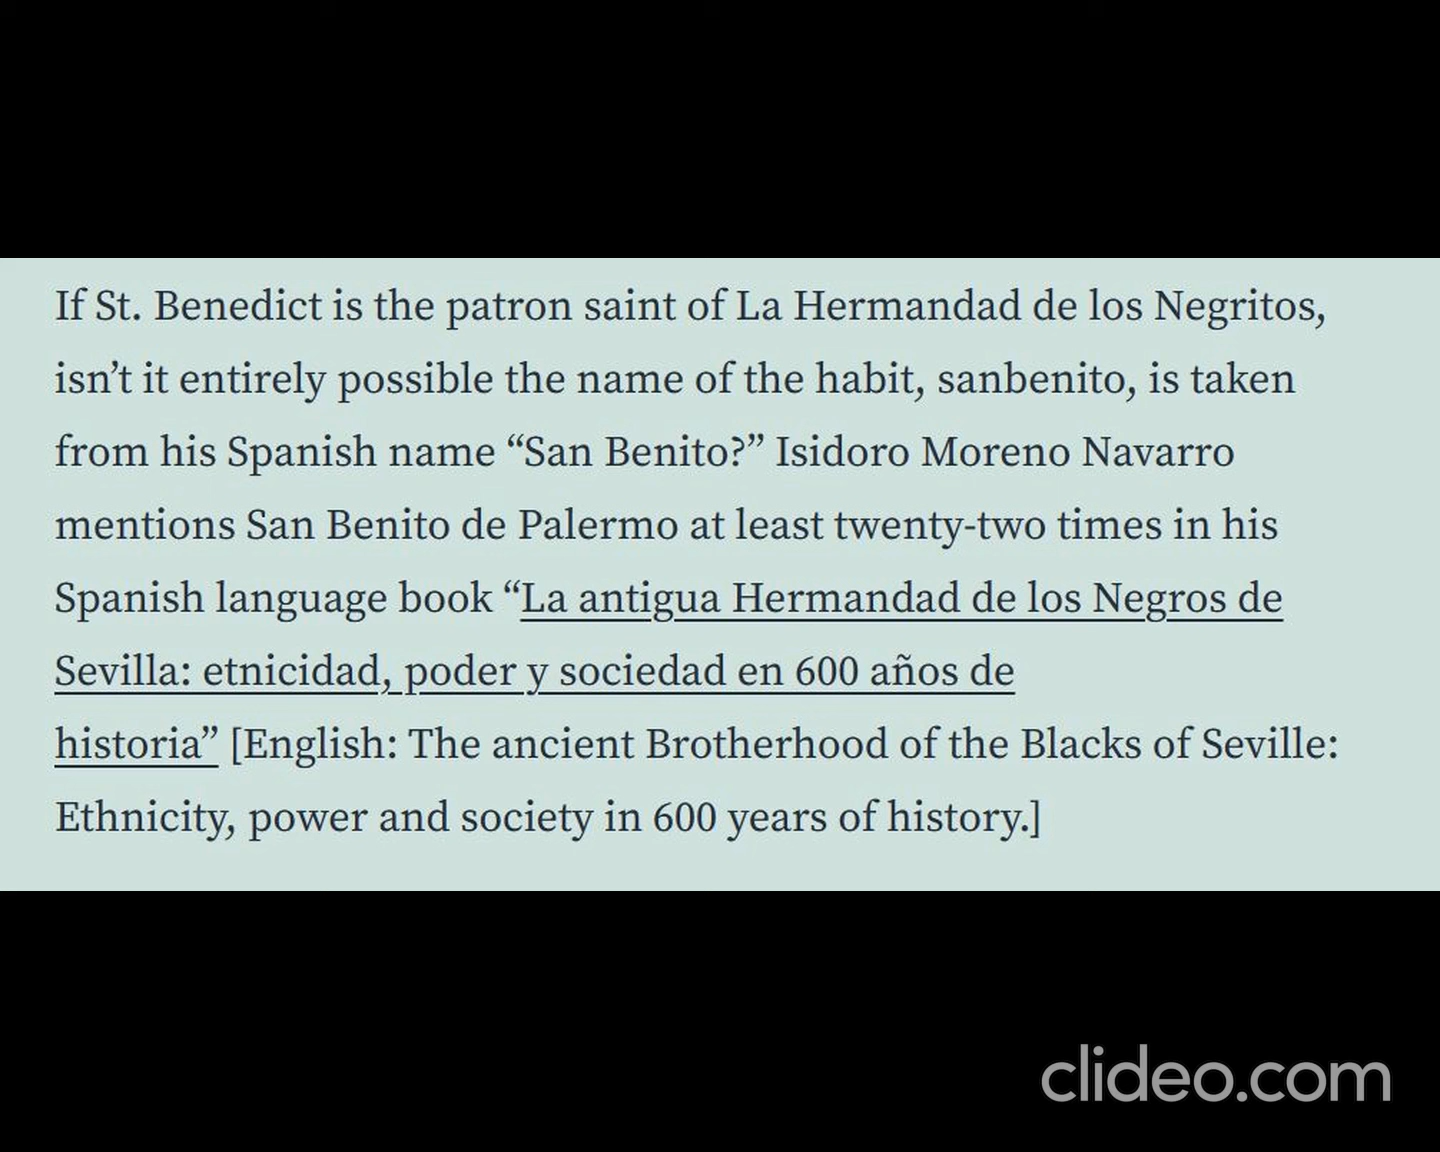 If St. Benedict is the patron saint of La Hermandad de los Negritos,
isn’t it entirely possible the name of the habit, sanbenito, is taken
from his Spanish name “San Benito?” Isidoro Moreno Navarro
mentions San Benito de Palermo at least twenty-two times in his
Spanish language book “La antigua Hermandad de los Negros de
Sevilla: etnicidad, poder y sociedad en 600 años de
historia” [English: The ancient Brotherhood of the Blacks of Seville:
Ethnicity, power and society in 600 years of history.]
clideo.com